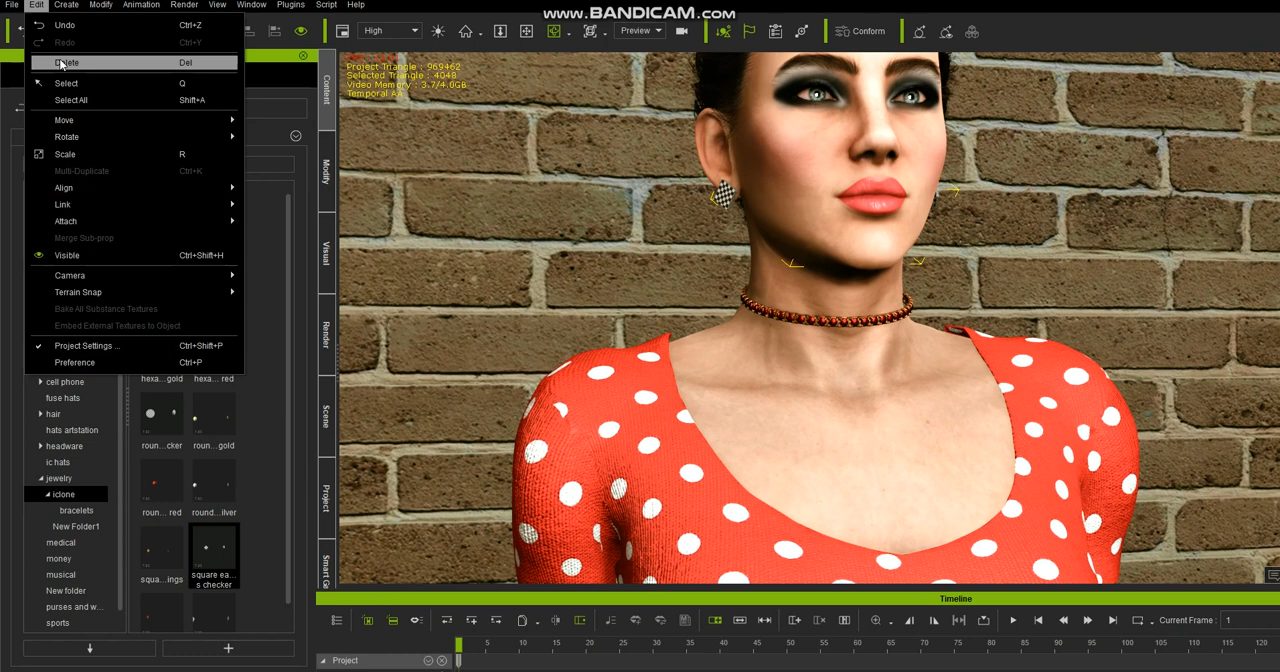 File Edit Create Modify Animation Render View Window Plugins Script Help
www.BANDICAM.com
Undo Ctrl+Z
Redo Ctrl+Y
Delete Del
Select Q
Select All Shift+A
Move
Rotate
Scale R
Multi-Duplicate Ctrl+K
Align
Link
Attach
Merge Sub-prop
Visible Ctrl+Shift+H
Camera
Terrain Snap
Bake All Substance Textures
Embed External Textures to Object
Project Settings ... Ctrl+Shift+P
Preference Ctrl+P
High
Preview
Conform
Project Triangle : 969462
Selected Triangle : 4048
Video Memory : 3.7/4.0GB
Temporal AA
Content
Modify
Visual
Render
Scene
Project
Smart Ga
cell phone
fuse hats
hair
hats artstation
headware
ic hats
jewelry
iclone
bracelets
New Folder1
medical
money
musical
New folder
purses and w...
sports
hexa...gold hexa... red
roun...cker roun...gold
roun... red round...ilver
squa...ings square ea...
s checker
Timeline
Current Frame : 1
5 10 15 20 25 30 35 40 45 50 55 60 65 70 75 80 85 90 95 100 105 110 115 120
Project